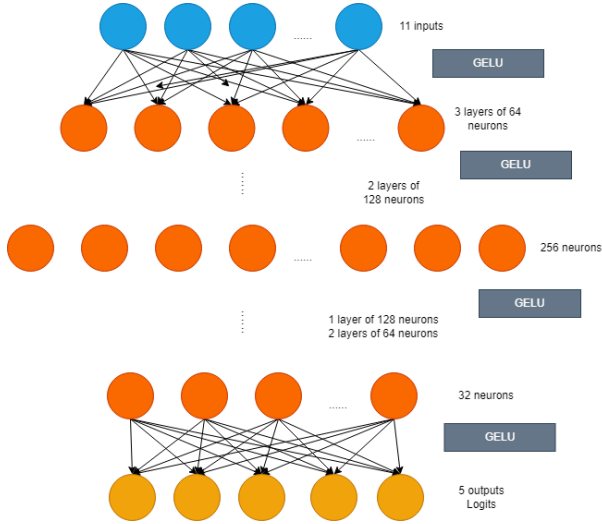 11 inputs
GELU
3 layers of 64
neurons
GELU
2 layers of
128 neurons
256 neurons
GELU
1 layer of 128 neurons
2 layers of 64 neurons
32 neurons
GELU
5 outputs
Logits